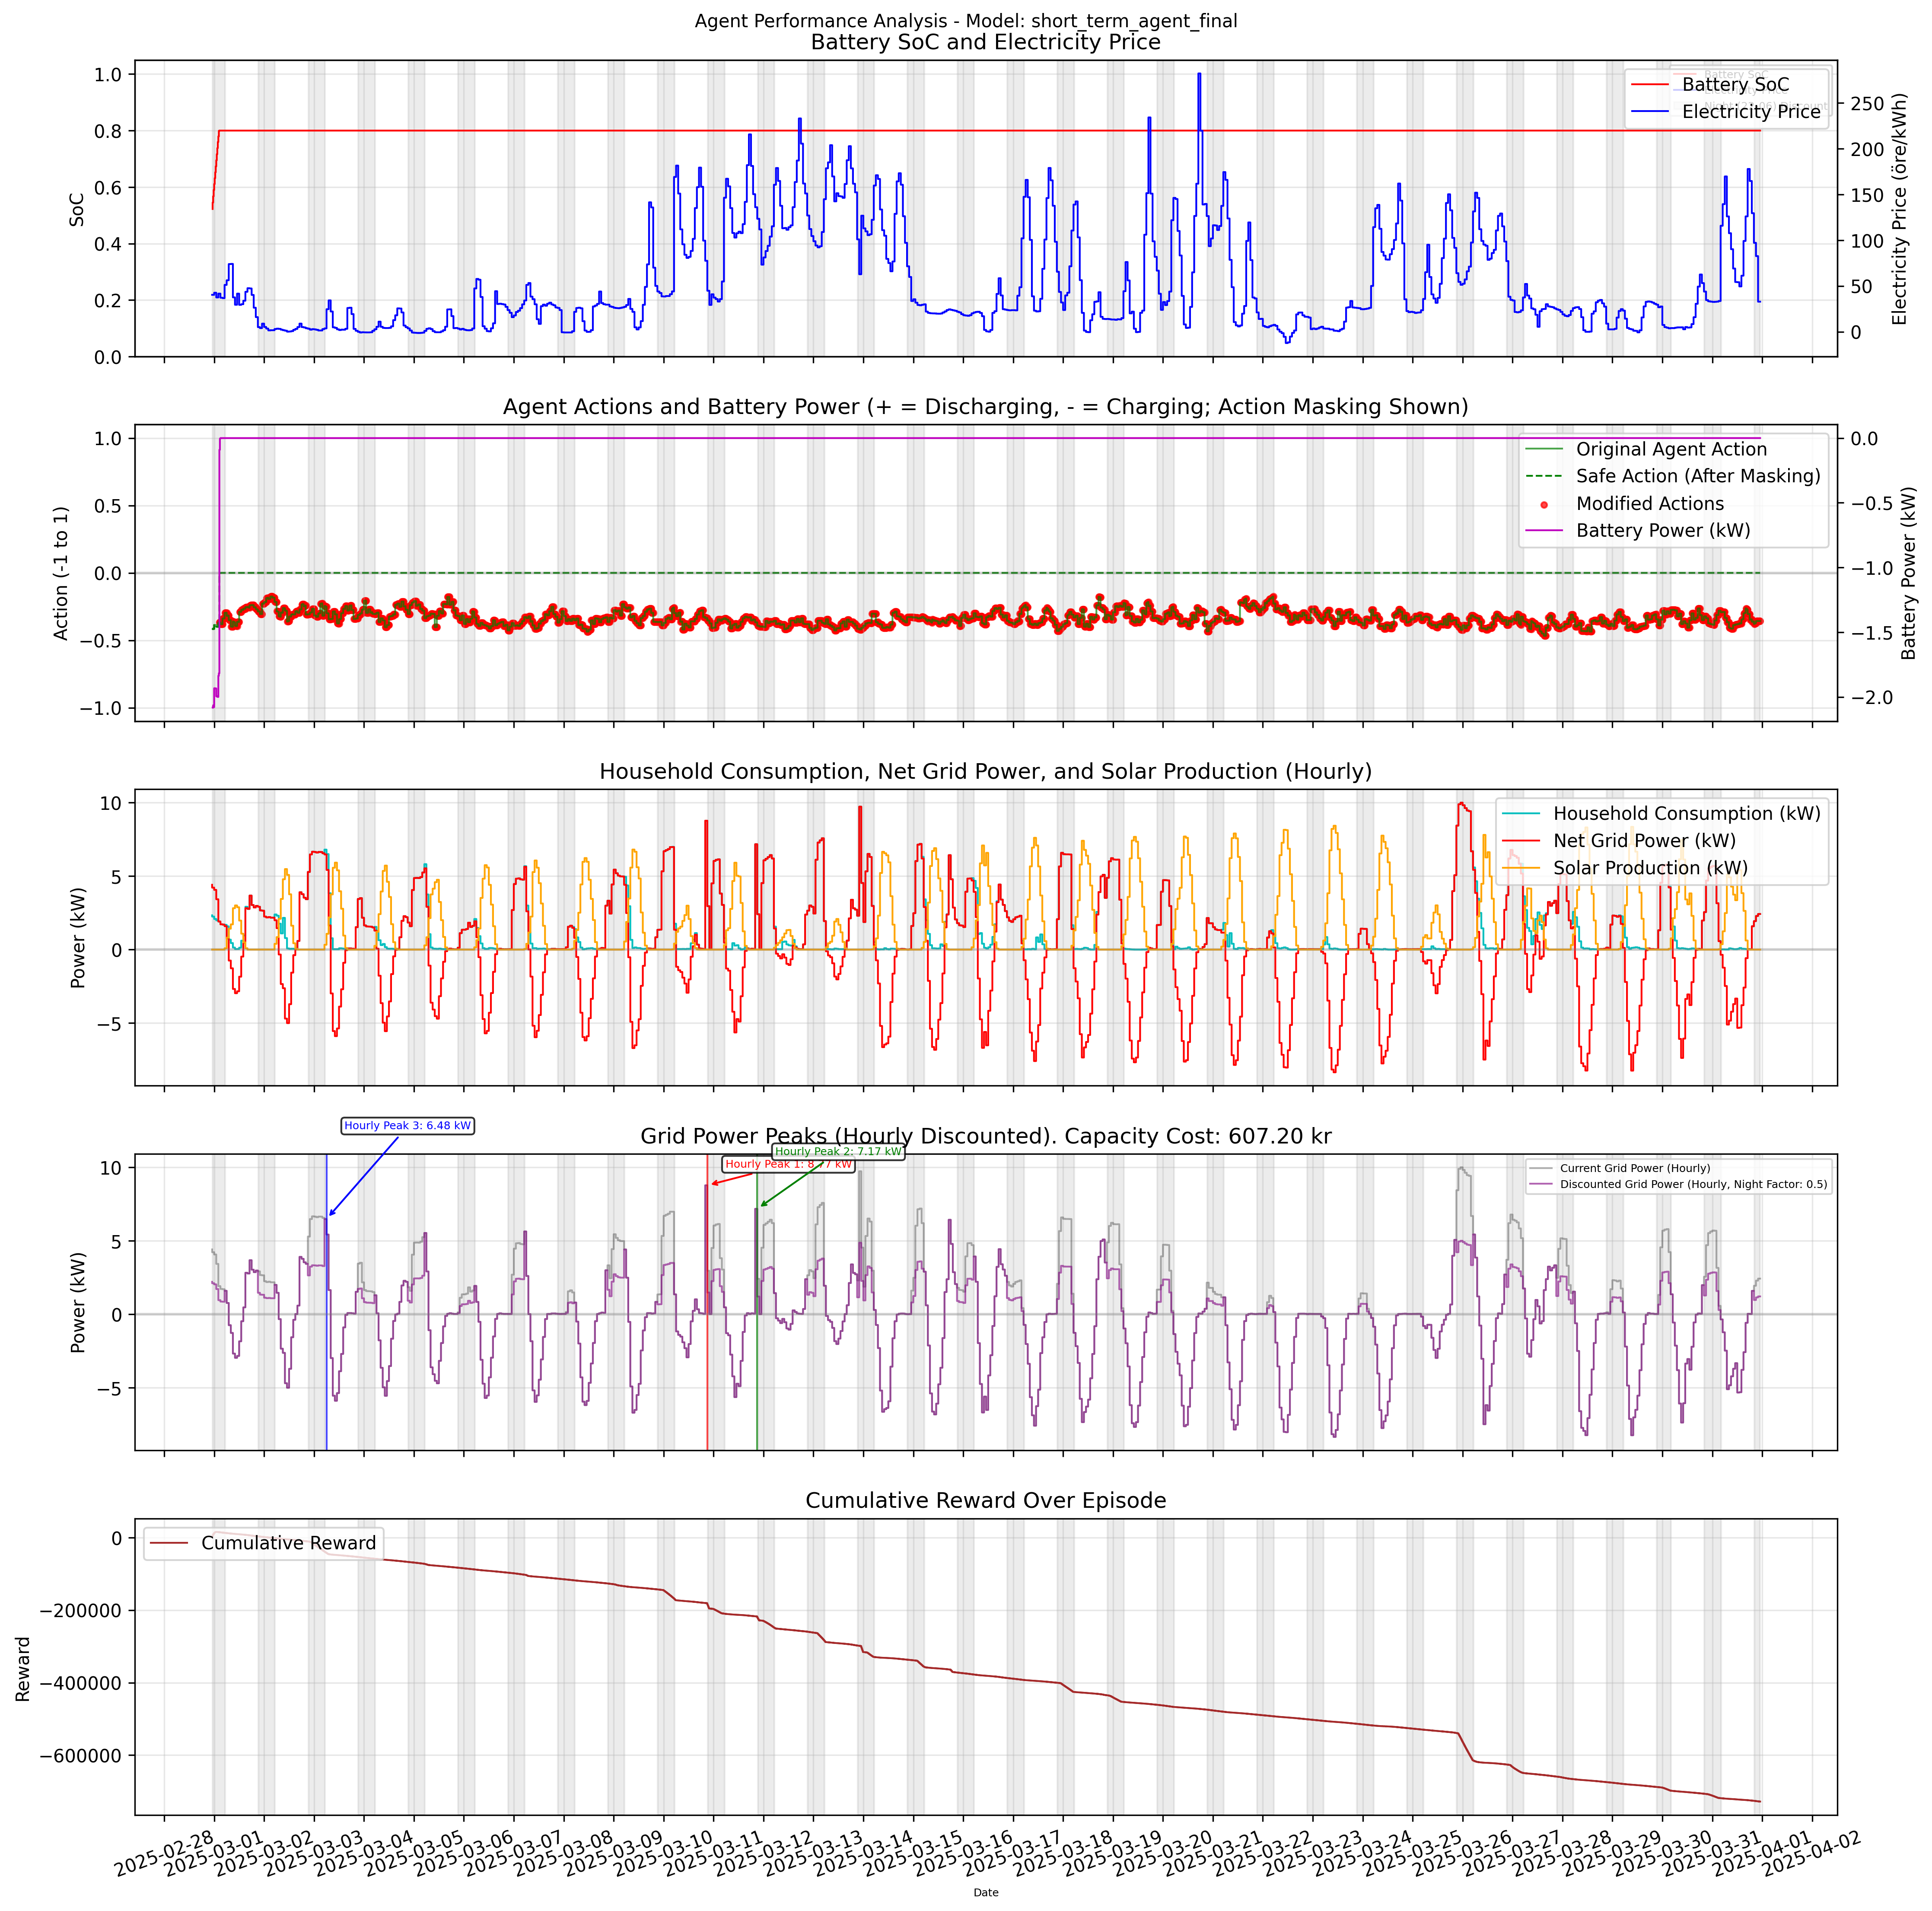 Agent Performance Analysis - Model: short_term_agent_final
Battery SoC and Electricity Price
1.0
0.8
0.6
0.4
0.2
0.0
SoC
250
200
150
100
50
0
Electricity Price (öre/kWh)
Battery SoC
Electricity Price
Agent Actions and Battery Power (+ = Discharging, - = Charging; Action Masking Shown)
1.0
0.5
0.0
−0.5
−1.0
Action (-1 to 1)
0.0
−0.5
−1.0
−1.5
−2.0
Battery Power (kW)
Original Agent Action
Safe Action (After Masking)
Modified Actions
Battery Power (kW)
Household Consumption, Net Grid Power, and Solar Production (Hourly)
10
5
0
−5
Power (kW)
Household Consumption (kW)
Net Grid Power (kW)
Solar Production (kW)
Grid Power Peaks (Hourly Discounted). Capacity Cost: 607.20 kr
Hourly Peak 3: 6.48 kW
Hourly Peak 2: 7.17 kW
Hourly Peak 1: 8.77 kW
10
5
0
−5
Power (kW)
Current Grid Power (Hourly)
Discounted Grid Power (Hourly, Night Factor: 0.5)
Cumulative Reward Over Episode
0
−200000
−400000
−600000
Reward
Cumulative Reward
2025-02-28
2025-03-01
2025-03-02
2025-03-03
2025-03-04
2025-03-05
2025-03-06
2025-03-07
2025-03-08
2025-03-09
2025-03-10
2025-03-11
2025-03-12
2025-03-13
2025-03-14
2025-03-15
2025-03-16
2025-03-17
2025-03-18
2025-03-19
2025-03-20
2025-03-21
2025-03-22
2025-03-23
2025-03-24
2025-03-25
2025-03-26
2025-03-27
2025-03-28
2025-03-29
2025-03-30
2025-03-31
2025-04-01
2025-04-02
Date